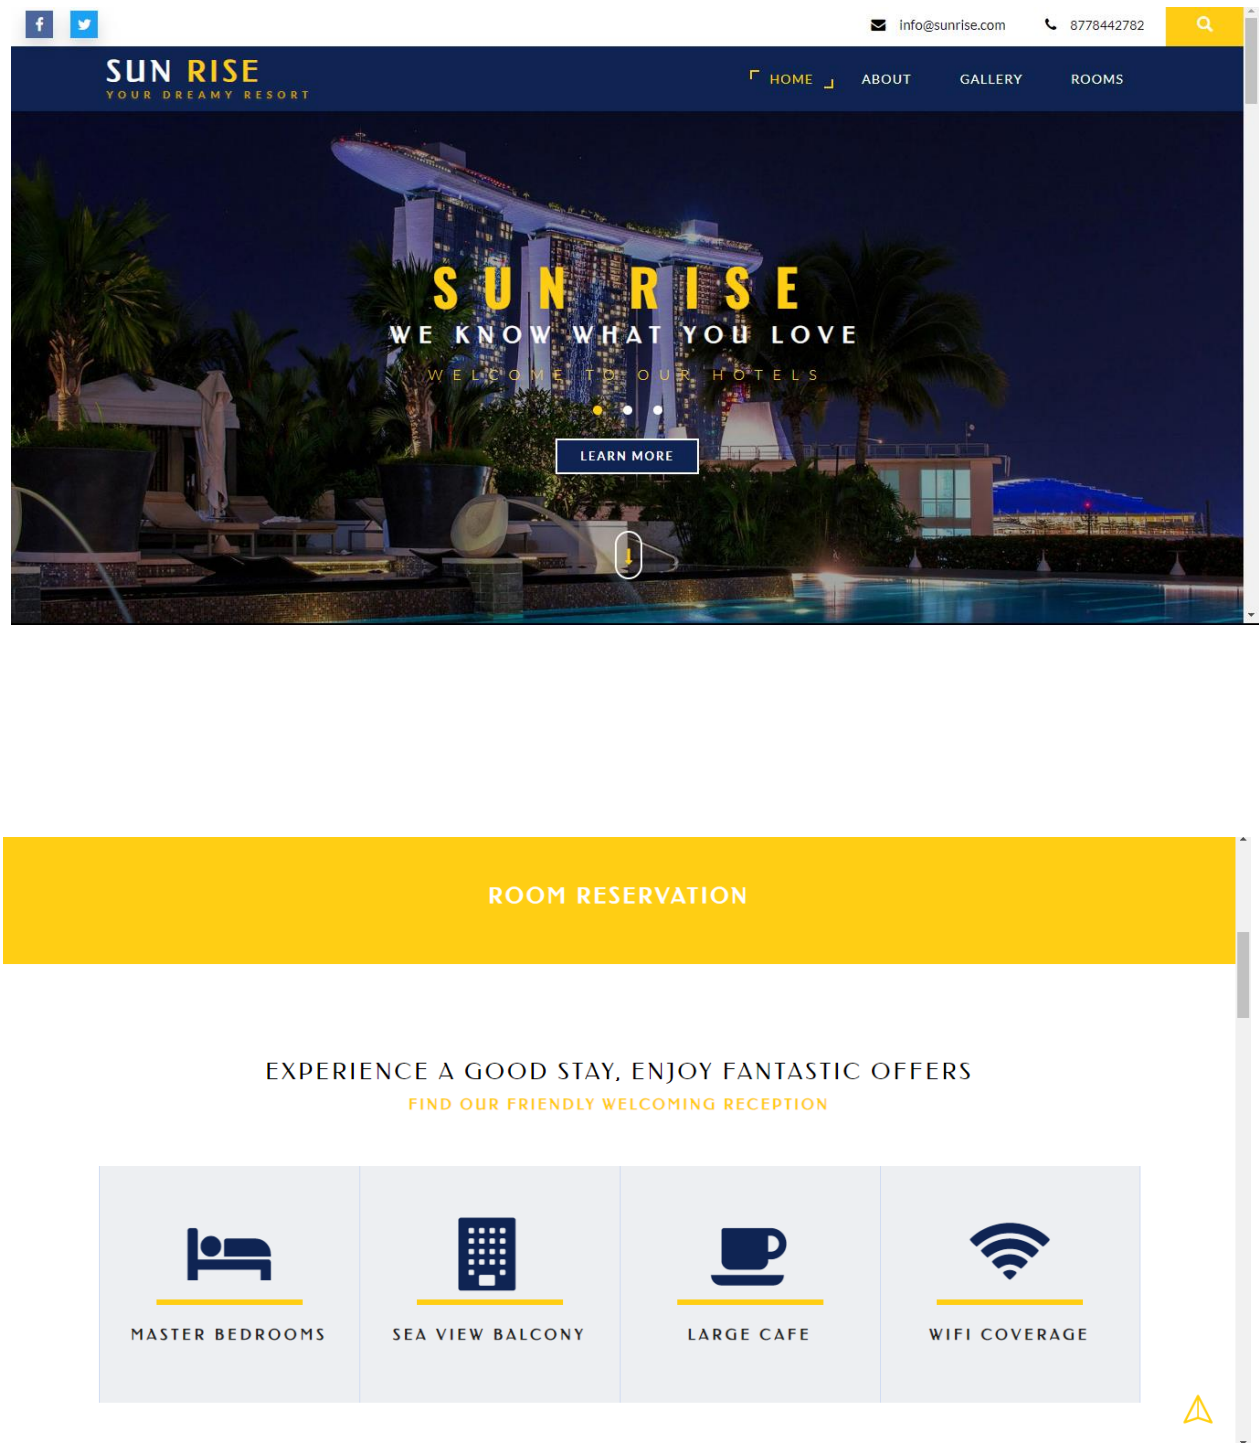 info@sunrise.com
8778442782
SUN RISE
YOUR DREAMY RESORT
HOME
ABOUT
GALLERY
ROOMS
SUN RISE
WE KNOW WHAT YOU LOVE
WELCOME TO OUR HOTELS
LEARN MORE
ROOM RESERVATION
EXPERIENCE A GOOD STAY, ENJOY FANTASTIC OFFERS
FIND OUR FRIENDLY WELCOMING RECEPTION
MASTER BEDROOMS
SEA VIEW BALCONY
LARGE CAFE
WIFI COVERAGE